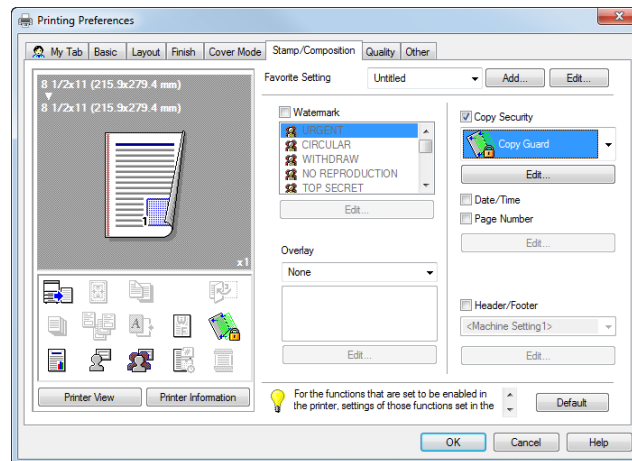 Printing Preferences
My Tab Basic Layout Finish Cover Mode Stamp/Composition Quality Other
8 1/2x11 (215.9x279.4 mm)
8 1/2x11 (215.9x279.4 mm)
1
x1
Printer View Printer Information
Favorite Setting Untitled Add... Edit...
Watermark
URGENT
CIRCULAR
WITHDRAW
NO REPRODUCTION
TOP SECRET
Edit...
Overlay
None
Edit...
Copy Security
Copy Guard
Edit...
Date/Time
Page Number
Edit...
Header/Footer
<Machine Setting1>
Edit...
For the functions that are set to be enabled in
the printer, settings of those functions set in the
Default
OK Cancel Help